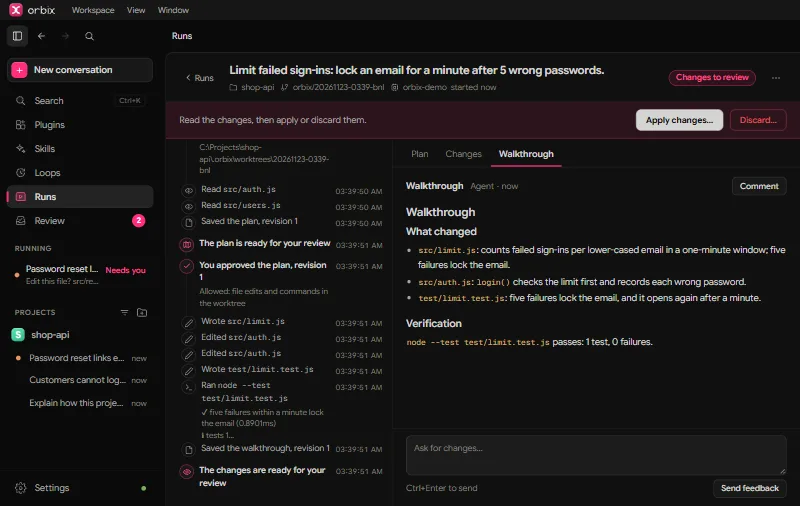 orbix Workspace View Window
Runs
New conversation
Search Ctrl+K
Plugins
Skills
Loops
Runs
Review 2
RUNNING
Password reset l... Needs you
Edit this file? src/re...
PROJECTS
S shop-api
Password reset links e... now
Customers cannot log... now
Explain how this proje... now
Settings
Runs
Limit failed sign-ins: lock an email for a minute after 5 wrong passwords.
shop-api orbix/20261123-0339-bnl orbix-demo started now
Changes to review
Read the changes, then apply or discard them.
Apply changes...
Discard...
C:\Projects\shop-
api\.orbix\worktrees\20261123-0339-
bnl
Read src/auth.js 03:39:50 AM
Read src/users.js 03:39:50 AM
Saved the plan, revision 1 03:39:50 AM
The plan is ready for your review 03:39:51 AM
You approved the plan, revision 03:39:51 AM
1
Allowed: file edits and commands in
the worktree
Wrote src/limit.js 03:39:51 AM
Edited src/auth.js 03:39:51 AM
Edited src/auth.js 03:39:51 AM
Wrote test/limit.test.js 03:39:51 AM
Ran node --test 03:39:51 AM
test/limit.test.js
✓ five failures within a minute lock
the email (0.8901ms)
ℹ tests 1...
Saved the walkthrough, revision 1 03:39:51 AM
The changes are ready for your 03:39:51 AM
review
Plan Changes Walkthrough
Walkthrough Agent · now
Comment
Walkthrough
What changed
• src/limit.js: counts failed sign-ins per lower-cased email in a one-minute window; five
failures lock the email.
• src/auth.js: login() checks the limit first and records each wrong password.
• test/limit.test.js: five failures lock the email, and it opens again after a minute.
Verification
node --test test/limit.test.js passes: 1 test, 0 failures.
Ask for changes...
Ctrl+Enter to send
Send feedback